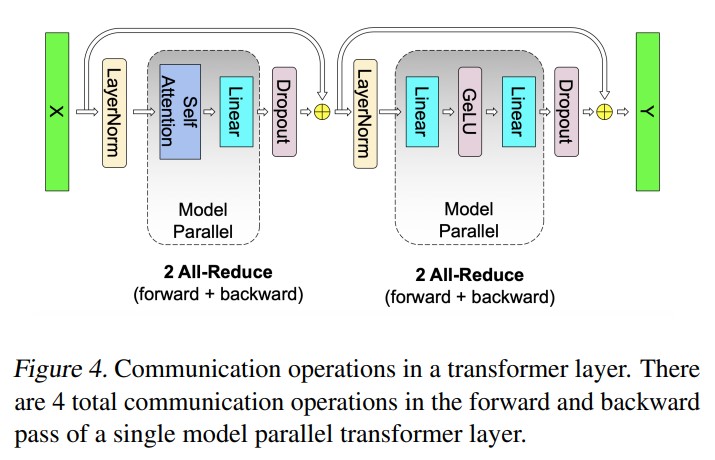 X
LayerNorm
Self
Attention
Linear
Dropout
LayerNorm
Linear
GeLU
Linear
Dropout
Y
Model
Parallel
Model
Parallel
2 All-Reduce
(forward + backward)
2 All-Reduce
(forward + backward)
Figure 4. Communication operations in a transformer layer. There
are 4 total communication operations in the forward and backward
pass of a single model parallel transformer layer.